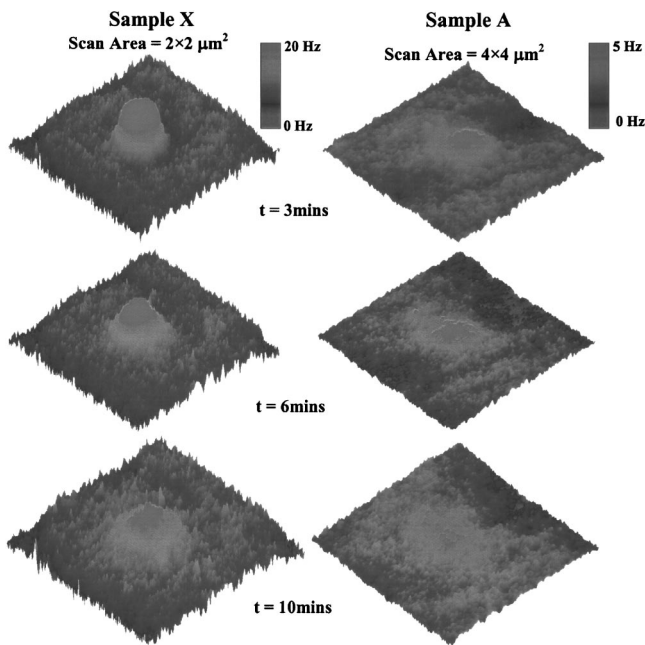 Sample X
Scan Area = 2×2 μm²
20 Hz
0 Hz
Sample A
Scan Area = 4×4 μm²
5 Hz
0 Hz
t = 3mins
t = 6mins
t = 10mins